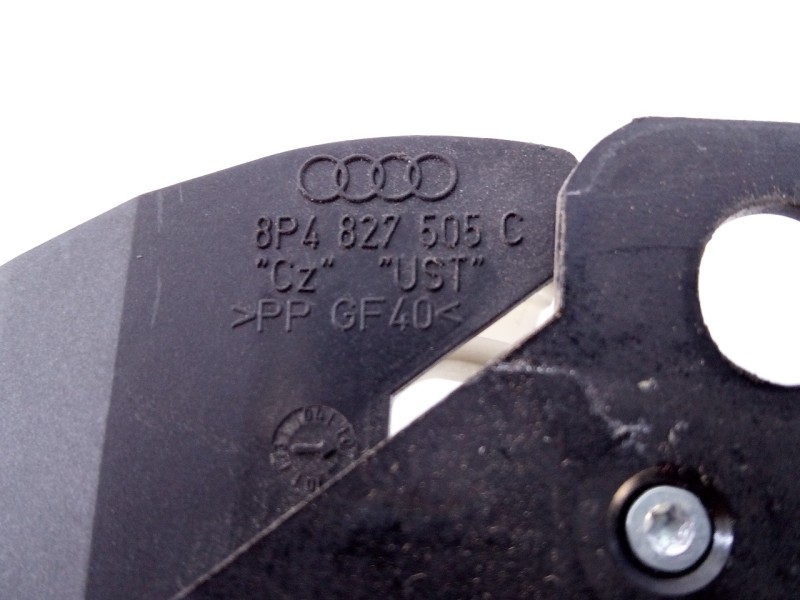 8P4 827 505 C
"Cz" "UST"
>PP GF40<